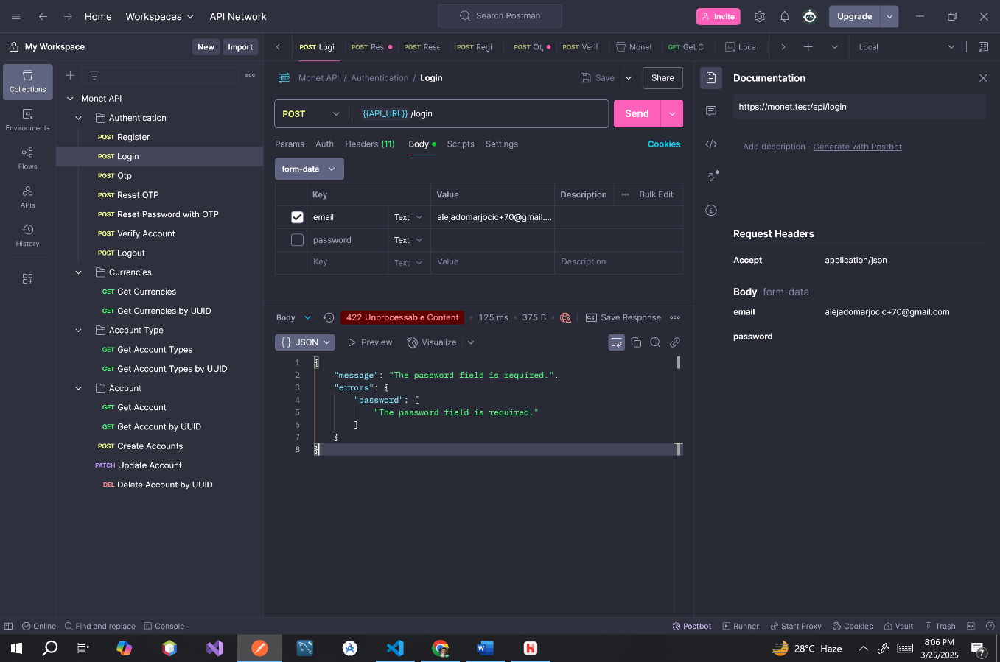 Home
Workspaces
API Network
Search Postman
Invite
Upgrade
My Workspace
New
Import
POST Logi
POST Res
POST Rese
POST Regi
POST Ot,
POST Verif
Monet
GET Get C
Loca
Local
Collections
Environments
Flows
APIs
History
Monet API
Authentication
POST Register
POST Login
POST Otp
POST Reset OTP
POST Reset Password with OTP
POST Verify Account
POST Logout
Currencies
GET Get Currencies
GET Get Currencies by UUID
Account Type
GET Get Account Types
GET Get Account Types by UUID
Account
GET Get Account
GET Get Account by UUID
POST Create Accounts
PATCH Update Account
DEL Delete Account by UUID
HTTP Monet API / Authentication / Login
Save
Share
POST
{{API_URL}} /login
Send
Params
Auth
Headers (11)
Body
Scripts
Settings
Cookies
form-data
Key Value Description Bulk Edit
email Text alejadomarjocic+70@gmail....
password Text
Key Text Value Description
Body
422 Unprocessable Content
125 ms
375 B
e.g. Save Response
{ } JSON
Preview
Visualize
1 {
2 "message": "The password field is required.",
3 "errors": {
4 "password": [
5 "The password field is required."
6 ]
7 }
8 }
Documentation
https://monet.test/api/login
Add description · Generate with Postbot
Request Headers
Accept application/json
Body form-data
email alejadomarjocic+70@gmail.com
password
Online
Find and replace
Console
Postbot
Runner
Start Proxy
Cookies
Vault
Trash
28°C Haze
8:06 PM
3/25/2025
7